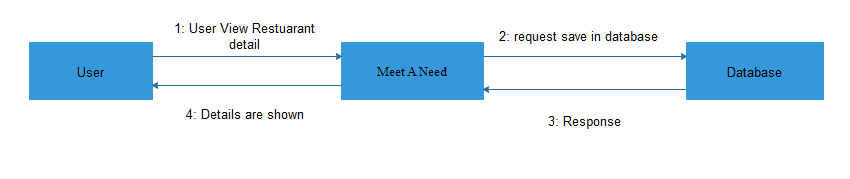 1: User View Restuarant
detail
2: request save in database
User
Meet A Need
Database
4: Details are shown
3: Response